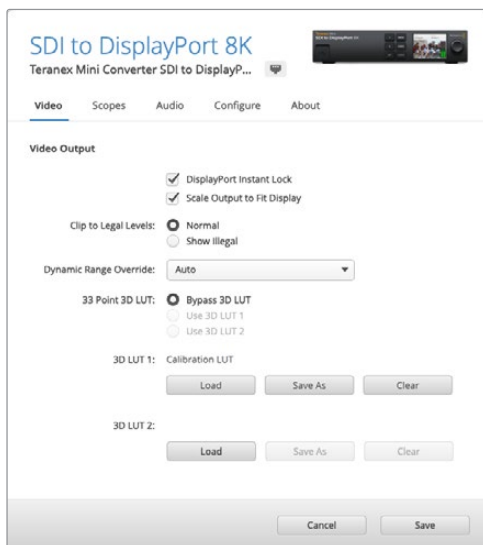 SDI to DisplayPort 8K
Teranex Mini Converter SDI to DisplayP...
Video Scopes Audio Configure About
Video Output
DisplayPort Instant Lock
Scale Output to Fit Display
Clip to Legal Levels: Normal
Show Illegal
Dynamic Range Override: Auto
33 Point 3D LUT: Bypass 3D LUT
Use 3D LUT 1
Use 3D LUT 2
3D LUT 1: Calibration LUT
Load Save As Clear
3D LUT 2:
Load Save As Clear
Cancel Save